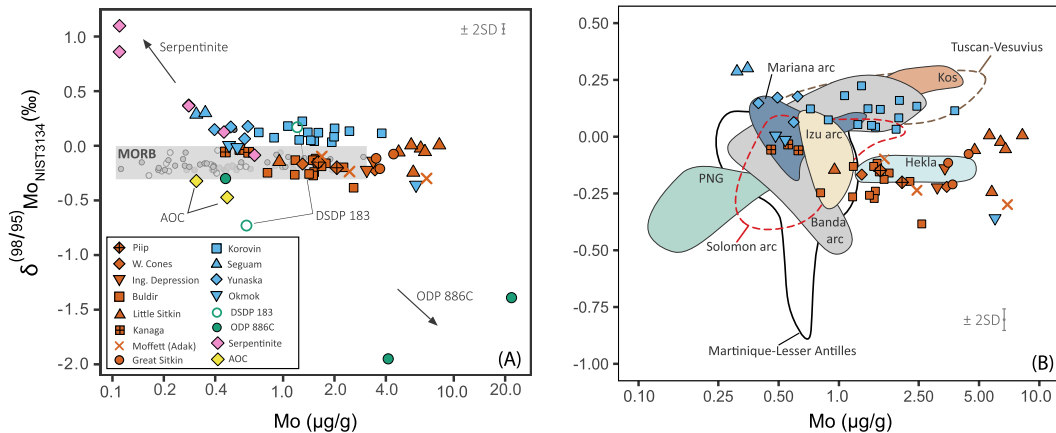 1.0
0.5
0.0
-0.5
-1.0
-1.5
-2.0
δ(98/95)MoNIST3134(‰)
± 2SD
Serpentinite
MORB
AOC
DSDP 183
ODP 886C
Piip
W. Cones
Ing. Depression
Buldir
Little Sitkin
Kanaga
Moffett (Adak)
Great Sitkin
Korovin
Seguam
Yunaska
Okmok
DSDP 183
ODP 886C
Serpentinite
AOC
(A)
0.1 0.2 0.4 1.0 2.0 4.0 10.0 20.0
Mo (µg/g)
0.50
0.25
0.00
-0.25
-0.50
-0.75
-1.00
Tuscan-Vesuvius
Mariana arc
Kos
Izu arc
Hekla
PNG
Banda
arc
Solomon arc
± 2SD
Martinique-Lesser Antilles
(B)
0.10 0.25 0.50 1.0 2.50 5.0 10.0
Mo (µg/g)